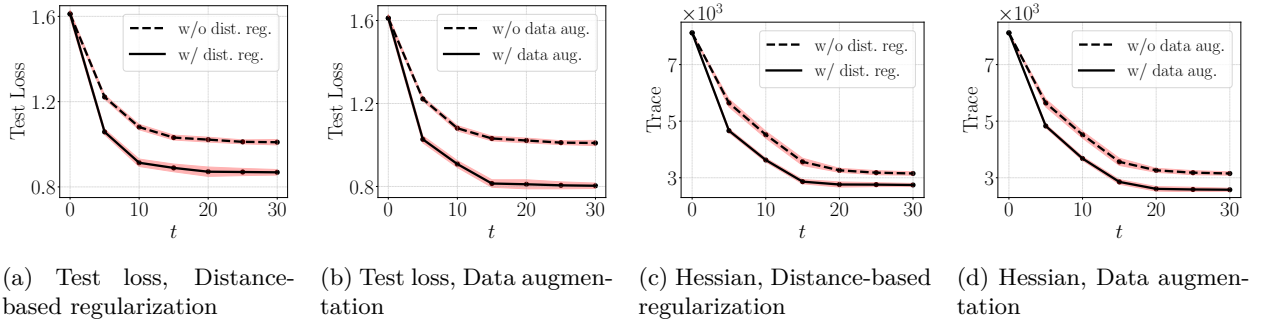 1.6
1.2
0.8
Test Loss
w/o dist. reg.
w/ dist. reg.
0 10 20 30
t
1.6
1.2
0.8
Test Loss
w/o data aug.
w/ data aug.
0 10 20 30
t
×10³
7
5
3
Trace
w/o dist. reg.
w/ dist. reg.
0 10 20 30
t
×10³
7
5
3
Trace
w/o data aug.
w/ data aug.
0 10 20 30
t
(a) Test loss, Distance-
based regularization
(b) Test loss, Data augmen-
tation
(c) Hessian, Distance-based
regularization
(d) Hessian, Data augmen-
tation